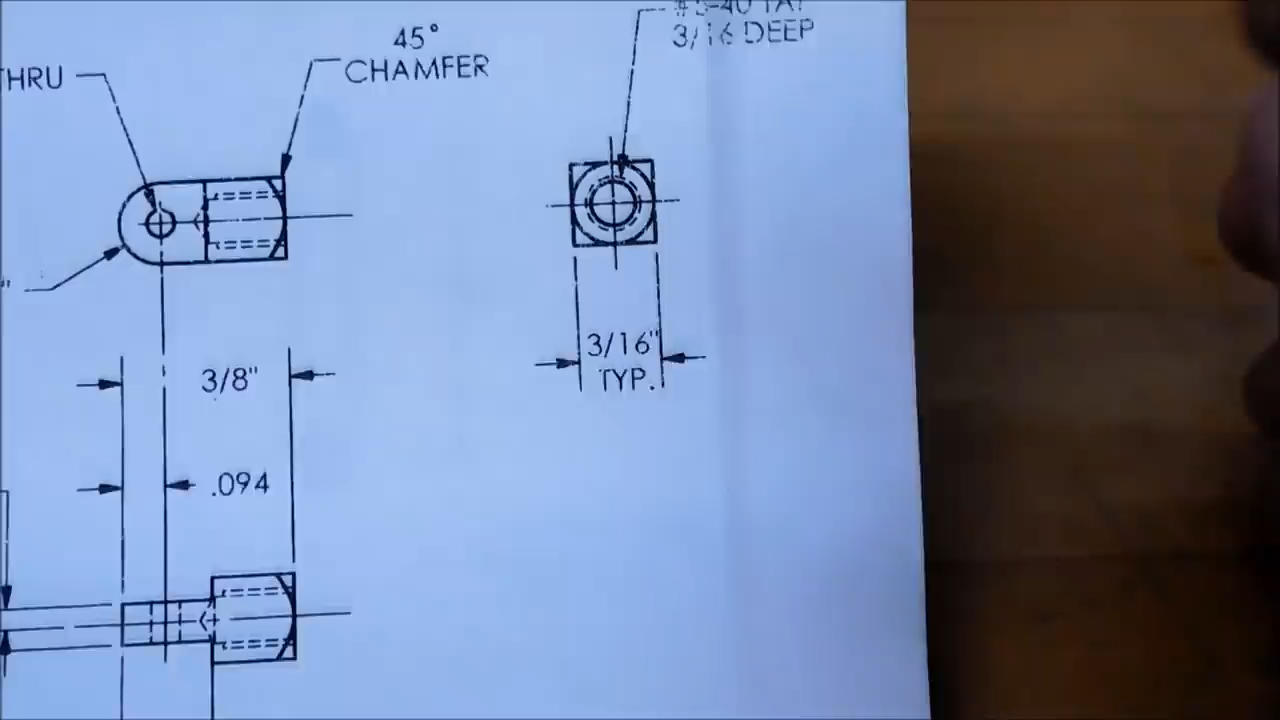 3/16 DEEP
45°
CHAMFER
THRU
3/16"
TYP.
3/8"
.094